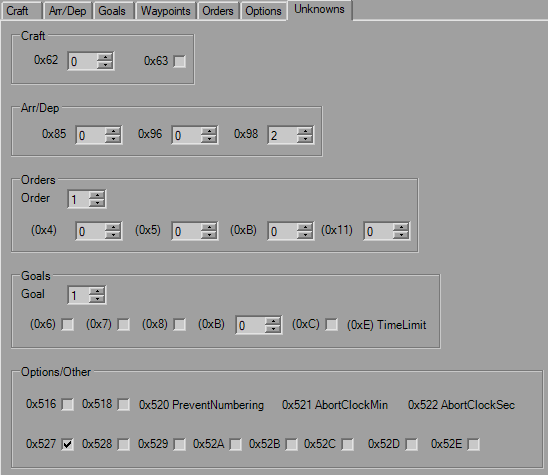 Craft Arr/Dep Goals Waypoints Orders Options Unknowns
Craft
0x62 0 0x63
Arr/Dep
0x85 0 0x96 0 0x98 2
Orders
Order 1
(0x4) 0 (0x5) 0 (0xB) 0 (0x11) 0
Goals
Goal 1
(0x6) (0x7) (0x8) (0xB) 0 (0xC) (0xE) TimeLimit
Options/Other
0x516 0x518 0x520 PreventNumbering 0x521 AbortClockMin 0x522 AbortClockSec
0x527 0x528 0x529 0x52A 0x52B 0x52C 0x52D 0x52E